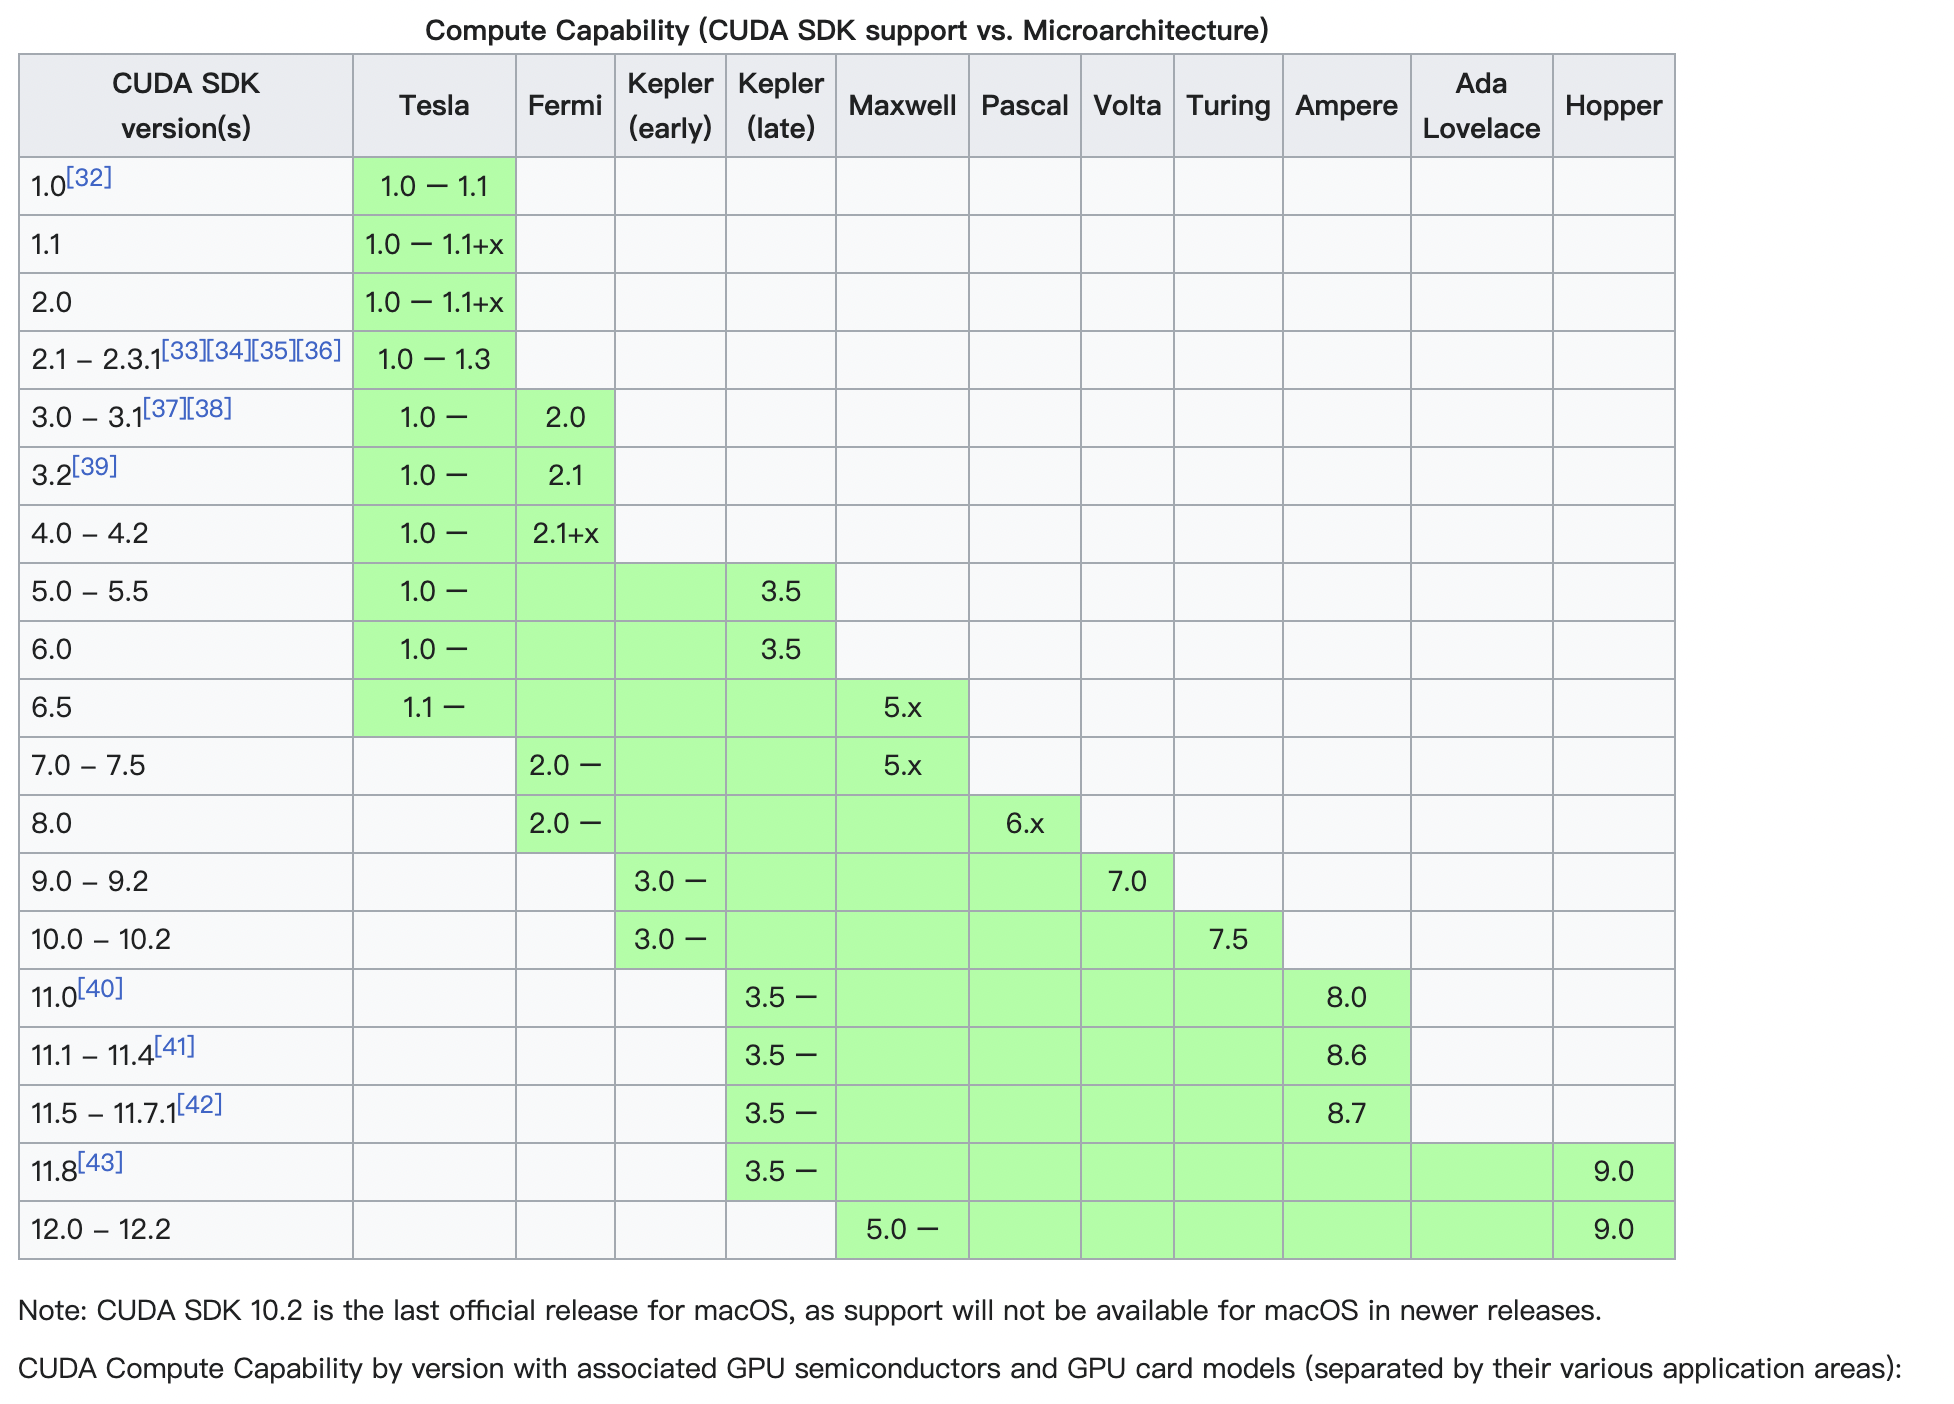 Compute Capability (CUDA SDK support vs. Microarchitecture)
CUDA SDK version(s) Tesla Fermi Kepler (early) Kepler (late) Maxwell Pascal Volta Turing Ampere Ada Lovelace Hopper
1.0[32] 1.0 – 1.1
1.1 1.0 – 1.1+x
2.0 1.0 – 1.1+x
2.1 – 2.3.1[33][34][35][36] 1.0 – 1.3
3.0 – 3.1[37][38] 1.0 – 2.0
3.2[39] 1.0 – 2.1
4.0 – 4.2 1.0 – 2.1+x
5.0 – 5.5 1.0 – 3.5
6.0 1.0 – 3.5
6.5 1.1 – 5.x
7.0 – 7.5 2.0 – 5.x
8.0 2.0 – 6.x
9.0 – 9.2 3.0 – 7.0
10.0 – 10.2 3.0 – 7.5
11.0[40] 3.5 – 8.0
11.1 – 11.4[41] 3.5 – 8.6
11.5 – 11.7.1[42] 3.5 – 8.7
11.8[43] 3.5 – 9.0
12.0 – 12.2 5.0 – 9.0
Note: CUDA SDK 10.2 is the last official release for macOS, as support will not be available for macOS in newer releases.
CUDA Compute Capability by version with associated GPU semiconductors and GPU card models (separated by their various application areas):